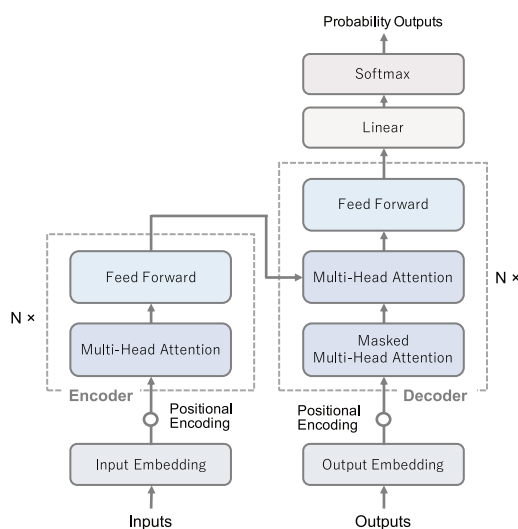 Probability Outputs
Softmax
Linear
Feed Forward
Multi-Head Attention
N ×
Masked
Multi-Head Attention
Decoder
Positional
Encoding
Output Embedding
Outputs
Feed Forward
N ×
Multi-Head Attention
Encoder
Positional
Encoding
Input Embedding
Inputs